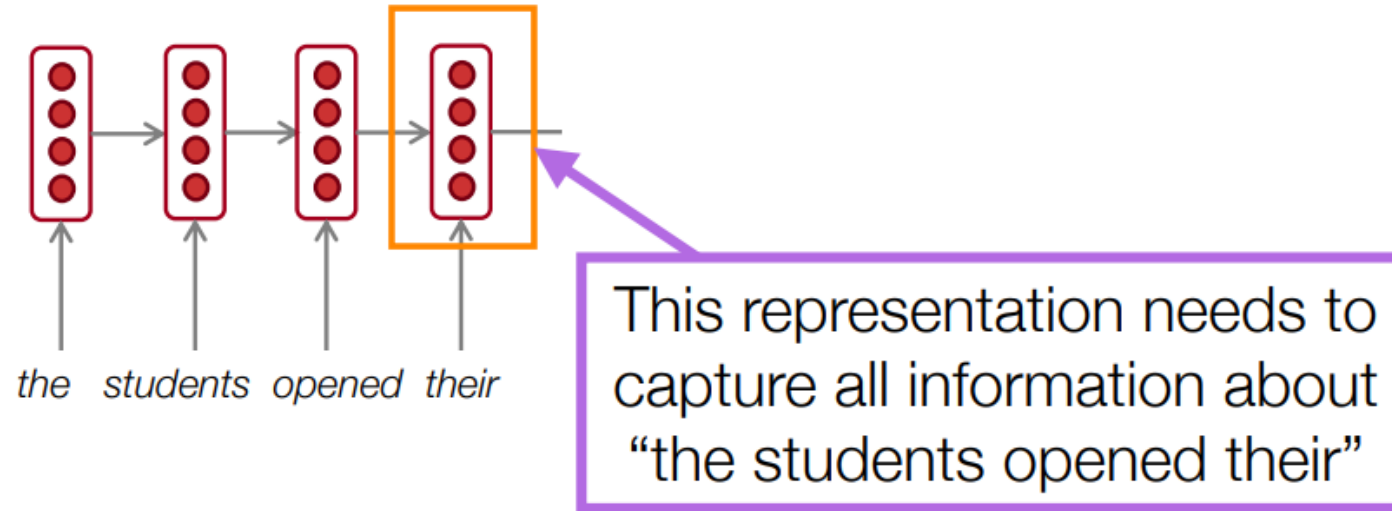 the students opened their
This representation needs to
capture all information about
“the students opened their”